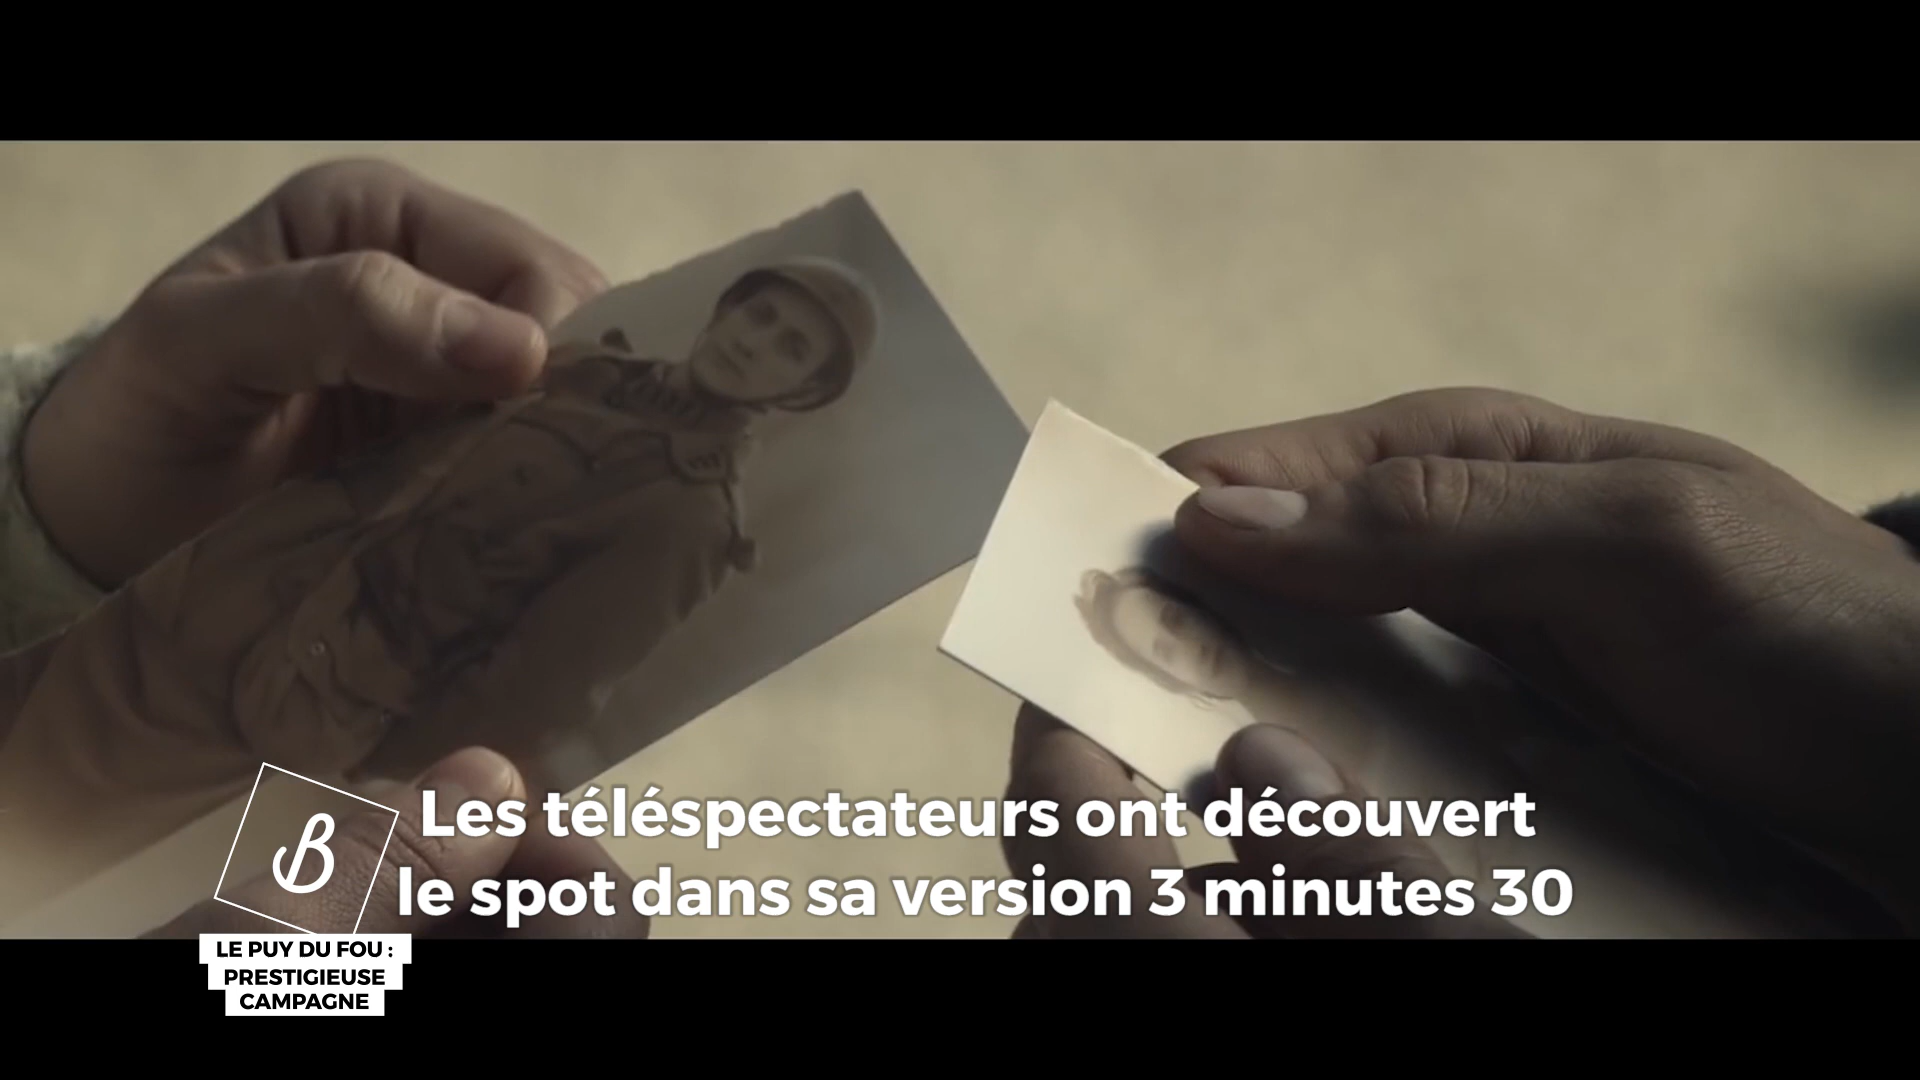 Les téléspectateurs ont découvert
le spot dans sa version 3 minutes 30
B
LE PUY DU FOU :
PRESTIGIEUSE
CAMPAGNE